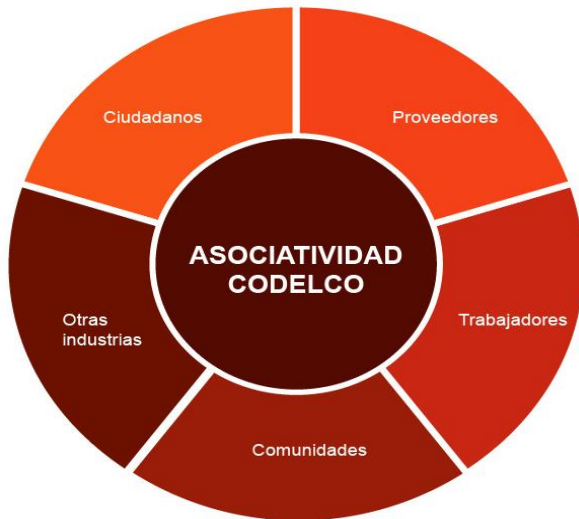 Ciudadanos
Proveedores
ASOCIATIVIDAD
CODELCO
Otras
industrias
Trabajadores
Comunidades